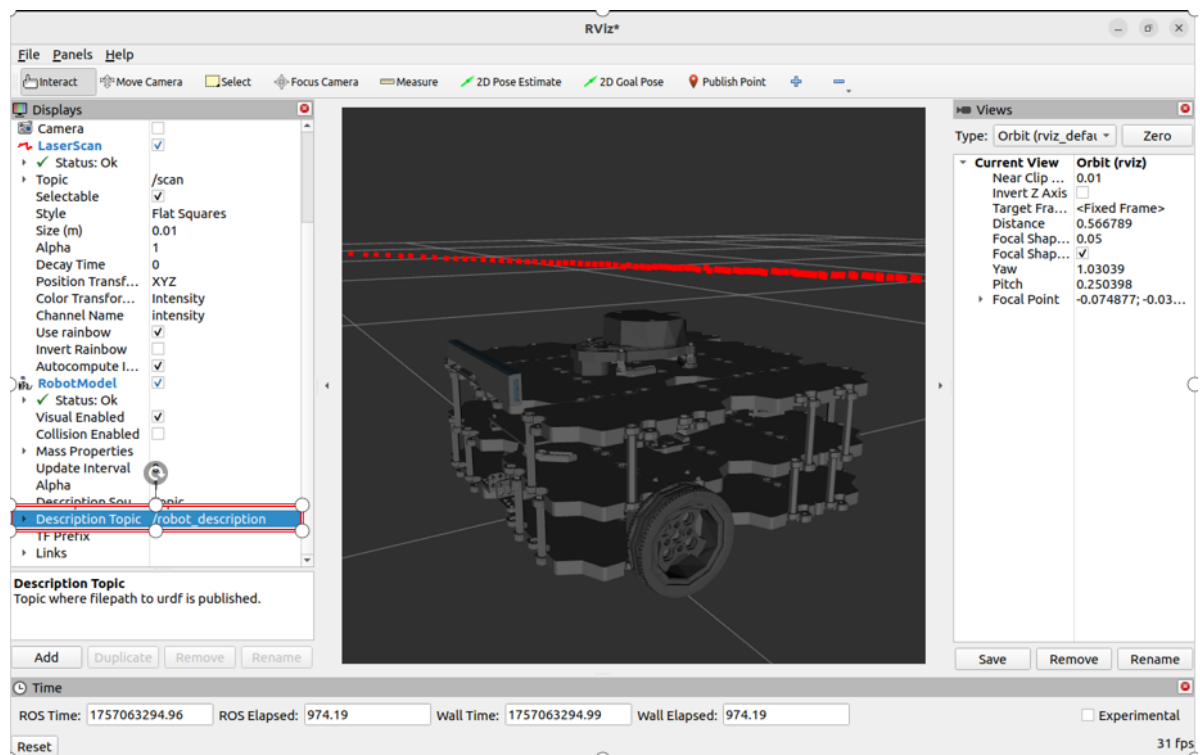 RViz*
File Panels Help
Interact Move Camera Select Focus Camera Measure 2D Pose Estimate 2D Goal Pose Publish Point
Displays
Camera
LaserScan
Status: Ok
Topic /scan
Selectable
Style Flat Squares
Size (m) 0.01
Alpha 1
Decay Time 0
Position Transf... XYZ
Color Transfor... Intensity
Channel Name intensity
Use rainbow
Invert Rainbow
Autocompute I...
RobotModel
Status: Ok
Visual Enabled
Collision Enabled
Mass Properties
Update Interval
Alpha
Description Sou
Description Topic /robot_description
TF Prefix
Links
Description Topic
Topic where filepath to urdf is published.
Add Duplicate Remove Rename
Views
Type: Orbit (rviz_defau Zero
Current View Orbit (rviz)
Near Clip ... 0.01
Invert Z Axis
Target Fra... <Fixed Frame>
Distance 0.566789
Focal Shap... 0.05
Focal Shap...
Yaw 1.03039
Pitch 0.250398
Focal Point -0.074877; -0.03...
Save Remove Rename
Time
ROS Time: 1757063294.96 ROS Elapsed: 974.19 Wall Time: 1757063294.99 Wall Elapsed: 974.19 Experimental
Reset 31 fps